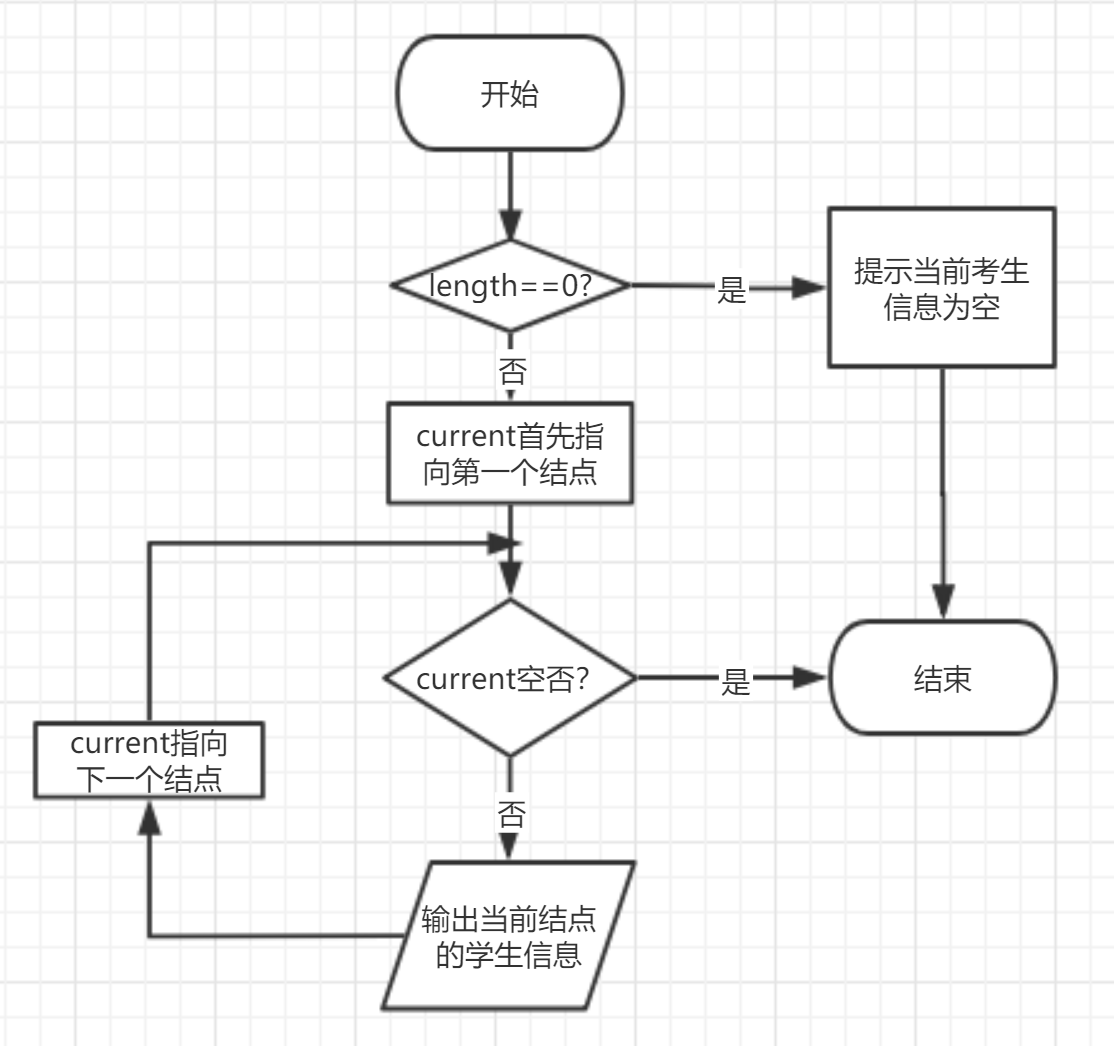 开始
length==0?
是
提示当前考生
信息为空
否
current首先指
向第一个结点
current空否?
是
结束
current指向
下一个结点
否
输出当前结点
的学生信息